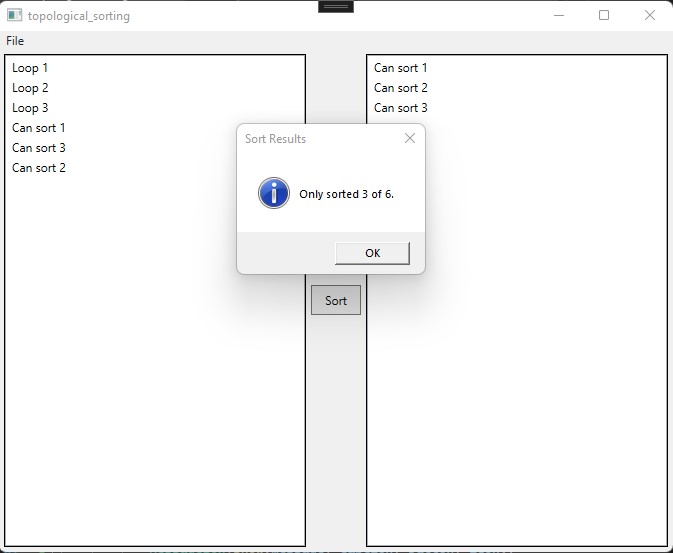 topological_sorting
File
Loop 1
Loop 2
Loop 3
Can sort 1
Can sort 3
Can sort 2
Can sort 1
Can sort 2
Can sort 3
Sort Results
Only sorted 3 of 6.
OK
Sort